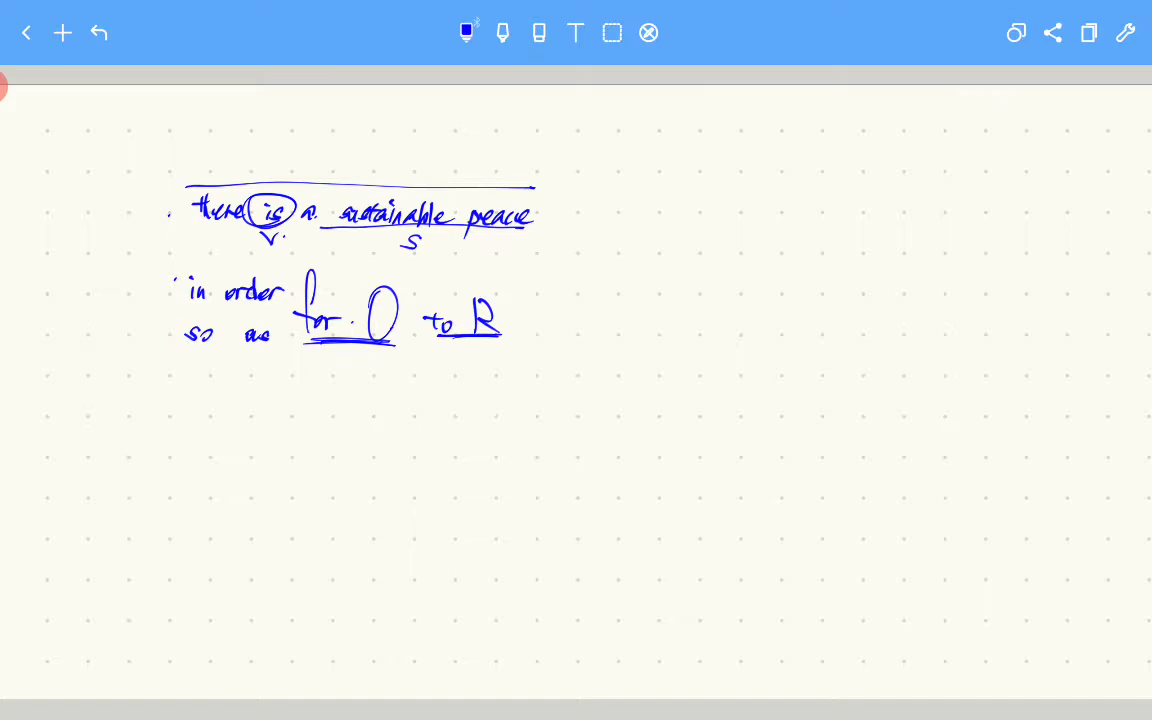 there is a sustainable peace
v. s
in order
for. O to R
so as